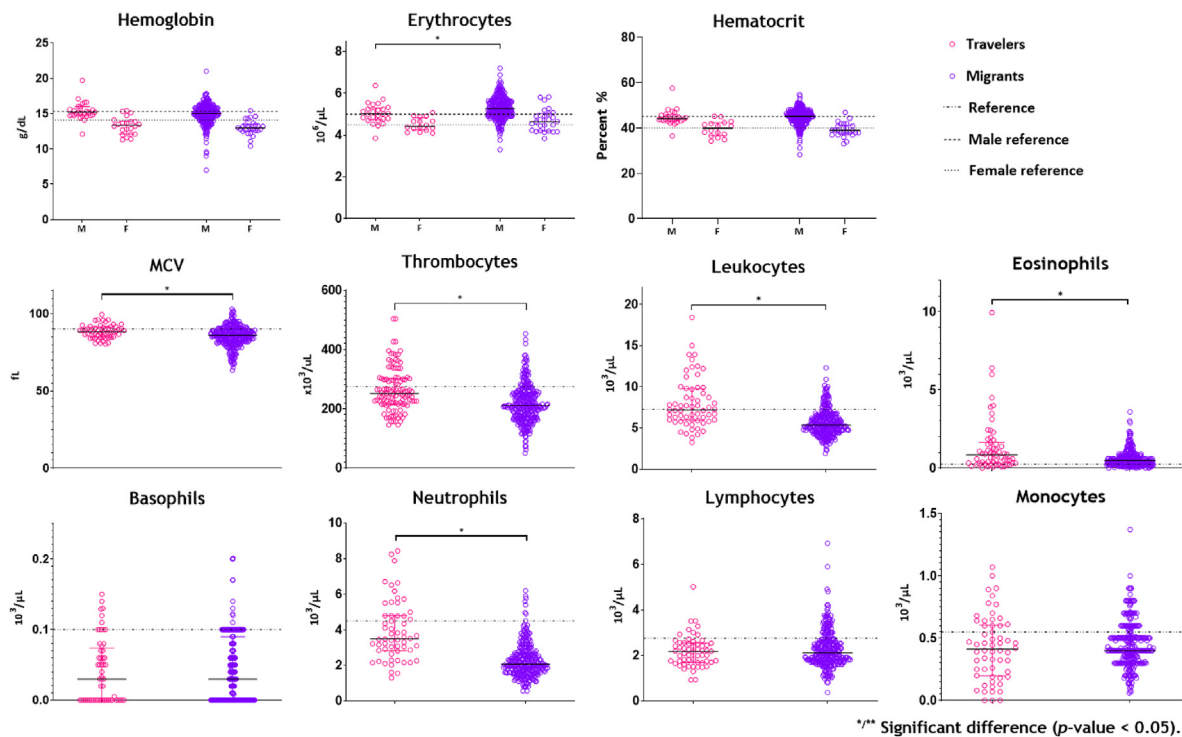 Hemoglobin
25
20
15
10
5
0
g/dL
M
F
M
F
Erythrocytes
*
8
6
4
2
0
10⁶/µL
M
F
M
F
Hematocrit
80
60
40
20
0
Percent %
M
F
M
F
Travelers
Migrants
Reference
Male reference
Female reference
MCV
*
100
50
0
fL
Thrombocytes
*
600
400
200
0
x10³/uL
Leukocytes
*
20
15
10
5
0
10³/µL
Eosinophils
*
10
5
0
10³/µL
Basophils
0.2
0.1
0.0
10³/µL
Neutrophils
*
10
8
6
4
2
0
10³/µL
Lymphocytes
8
6
4
2
0
10³/µL
Monocytes
1.5
1.0
0.5
0.0
10³/µL
*/** Significant difference (p-value < 0.05).